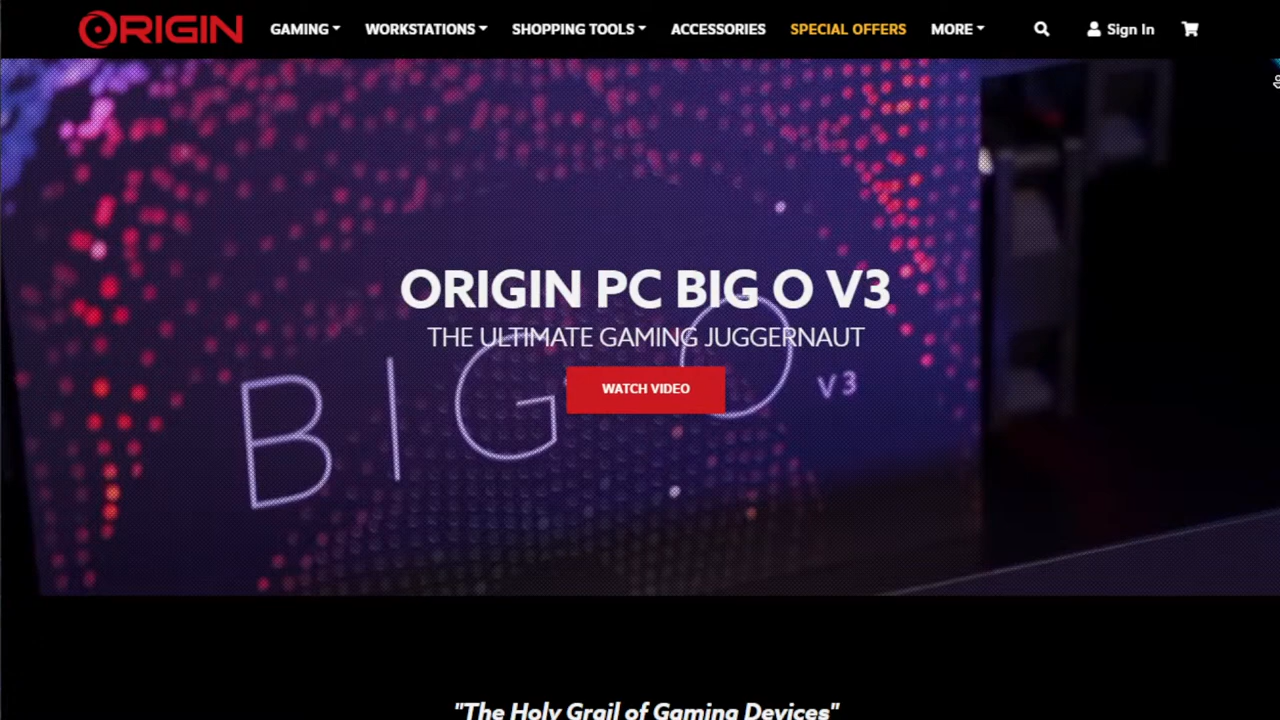 ORIGIN GAMING WORKSTATIONS SHOPPING TOOLS ACCESSORIES SPECIAL OFFERS MORE Sign In
ORIGIN PC BIG O V3
THE ULTIMATE GAMING JUGGERNAUT
WATCH VIDEO
BIG O V3
"The Holy Grail of Gaming Devices"